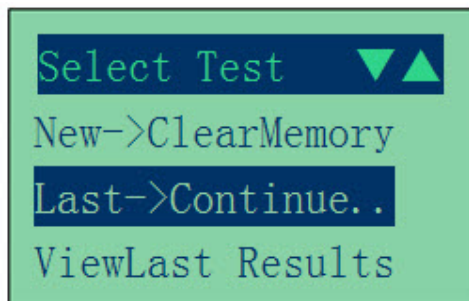 Select Test ▼▲
New->ClearMemory
Last->Continue..
ViewLast Results